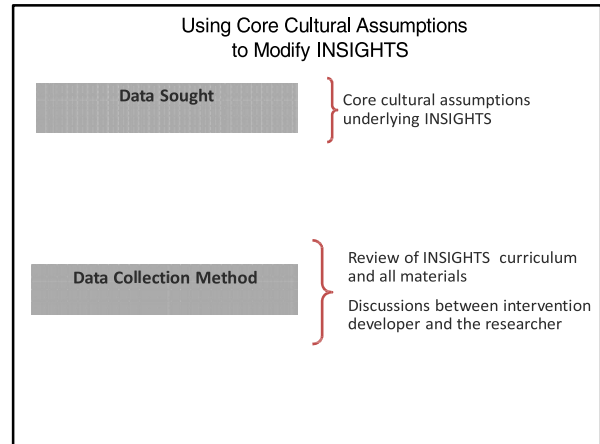 Using Core Cultural Assumptions
to Modify INSIGHTS
Data Sought
Core cultural assumptions
underlying INSIGHTS
Data Collection Method
Review of INSIGHTS curriculum
and all materials
Discussions between intervention
developer and the researcher